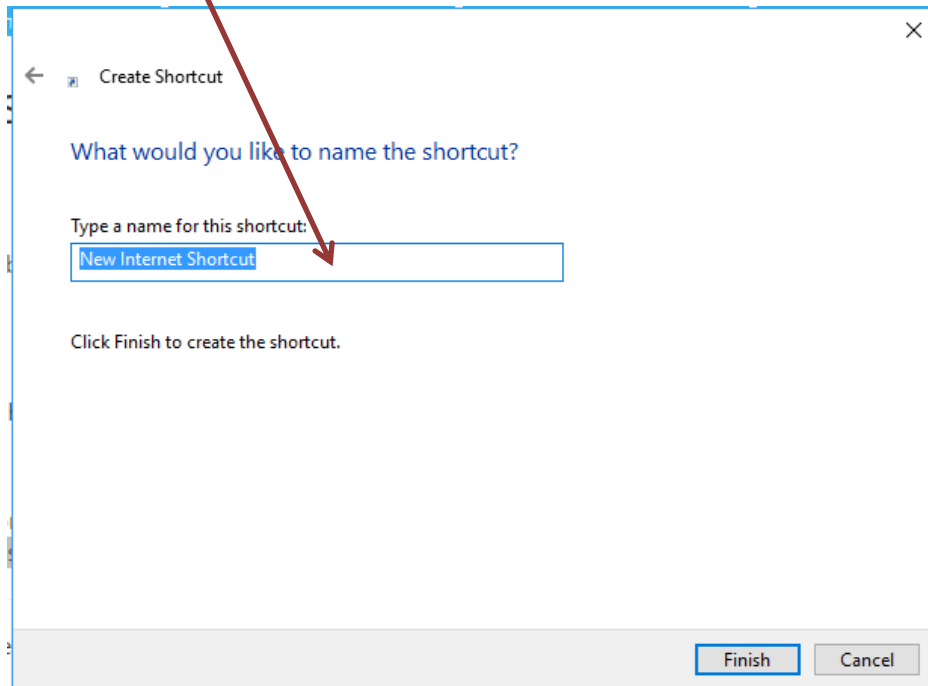 Create Shortcut
What would you like to name the shortcut?
Type a name for this shortcut:
New Internet Shortcut
Click Finish to create the shortcut.
Finish Cancel